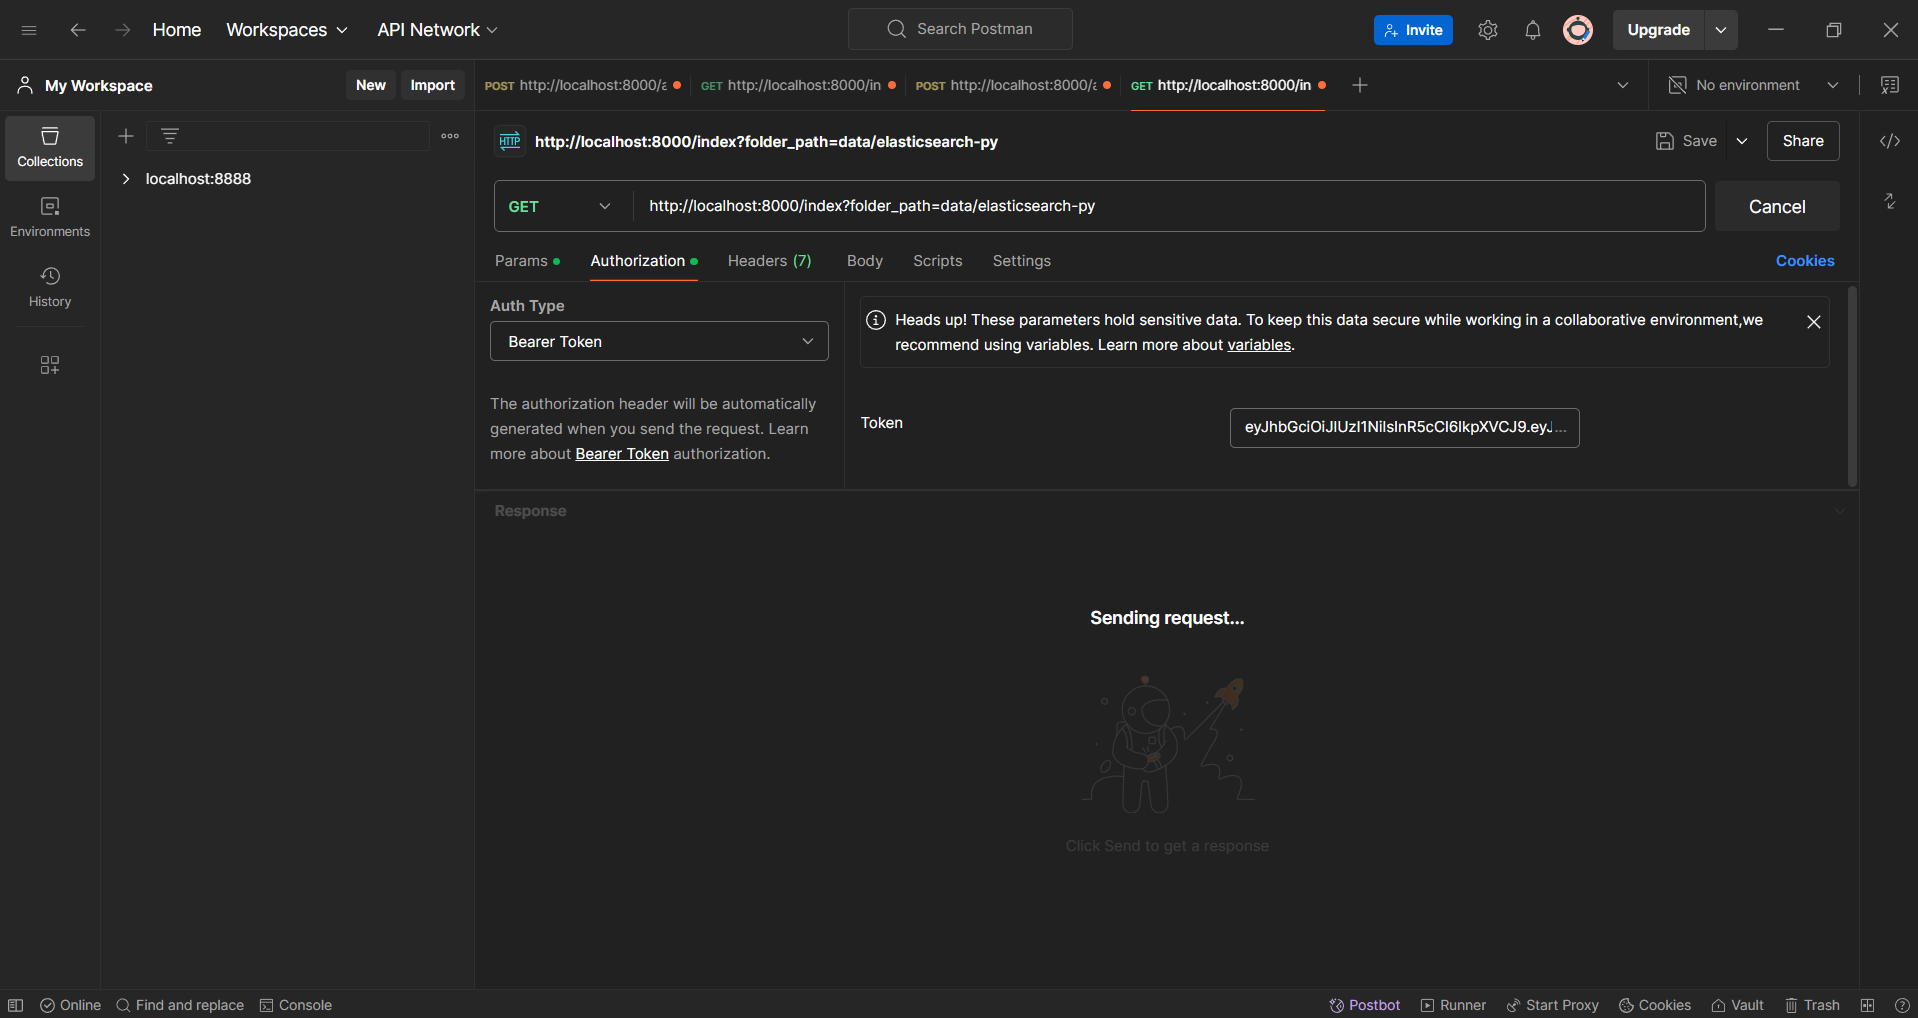 Home Workspaces API Network Search Postman Invite Upgrade
My Workspace New Import POST http://localhost:8000/a GET http://localhost:8000/in POST http://localhost:8000/a GET http://localhost:8000/in No environment
Collections
Environments
History
localhost:8888
HTTP http://localhost:8000/index?folder_path=data/elasticsearch-py Save Share
GET http://localhost:8000/index?folder_path=data/elasticsearch-py Cancel
Params Authorization Headers (7) Body Scripts Settings Cookies
Auth Type
Bearer Token
The authorization header will be automatically
generated when you send the request. Learn
more about Bearer Token authorization.
Heads up! These parameters hold sensitive data. To keep this data secure while working in a collaborative environment,we
recommend using variables. Learn more about variables.
Token eyJhbGciOiJIUzI1NiIsInR5cCI6IkpXVCJ9.eyJ...
Response
Sending request...
Click Send to get a response
Online Find and replace Console Postbot Runner Start Proxy Cookies Vault Trash